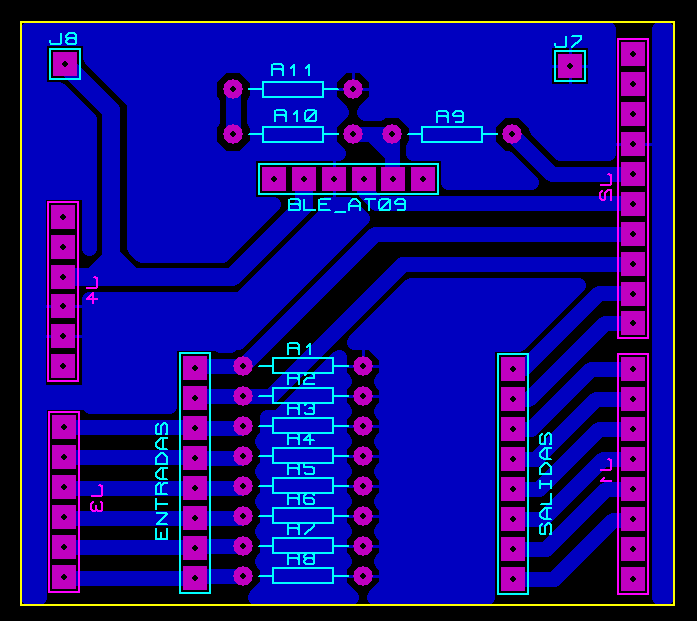 J8
J7
R11
R10
R9
J5
BLE_AT09
J4
R1
R2
R3
R4
R5
R6
R7
R8
ENTRADAS
SALIDAS
J3
J1